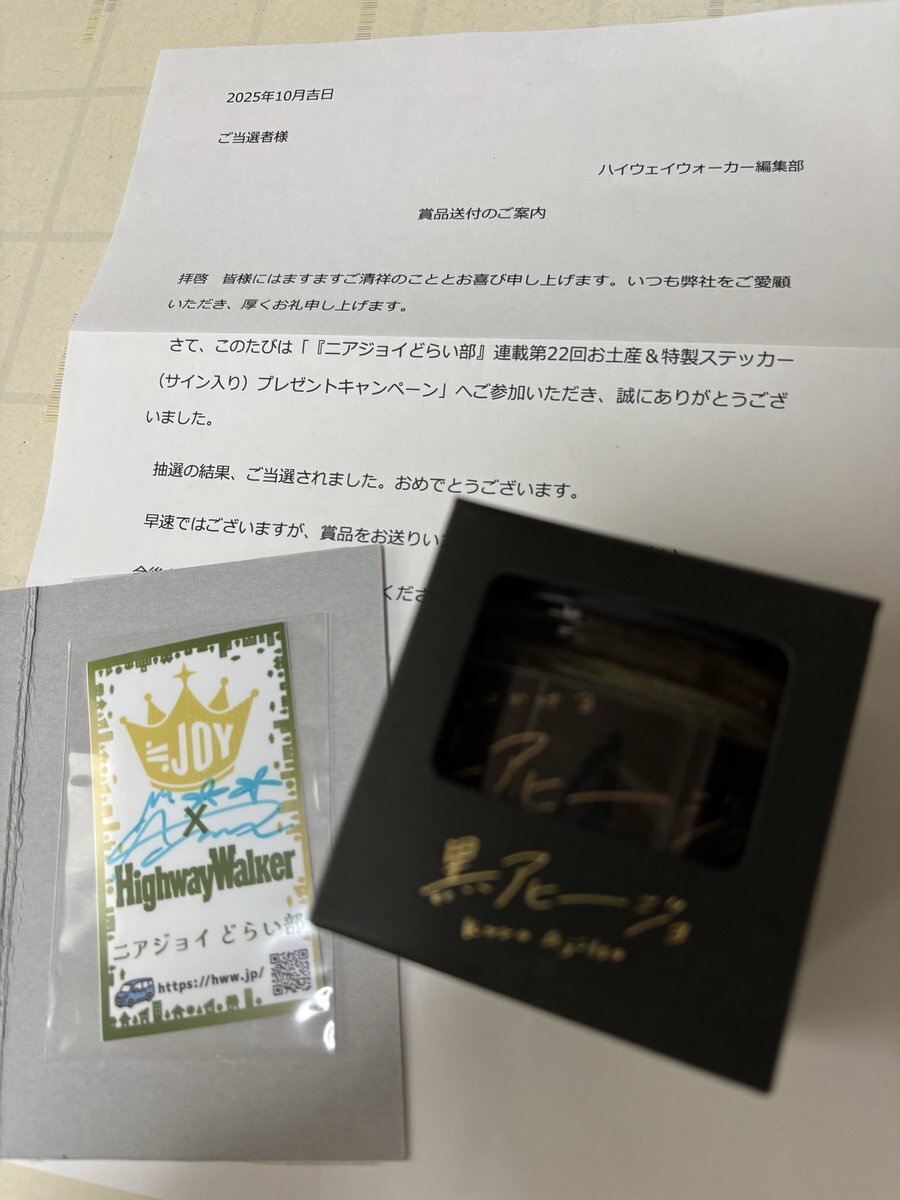 2025年10月吉日
ご当選者様
ハイウェイウォーカー編集部
賞品送付のご案内
拝啓　皆様にはますますご清祥のこととお喜び申し上げます。いつも弊社をご愛顧
いただき、厚くお礼申し上げます。
さて、このたびは「『ニアジョイどらい部』連載第22回お土産＆特製ステッカー
（サイン入り）プレゼントキャンペーン」へご参加いただき、誠にありがとうござ
いました。
抽選の結果、ご当選されました。おめでとうございます。
早速ではございますが、賞品をお送りい
くださ
JOY
X
HighwayWalker
ニアジョイ どらい部
https://hww.jp/
アヒージ
黒アヒージョ
Kuro Ajillo